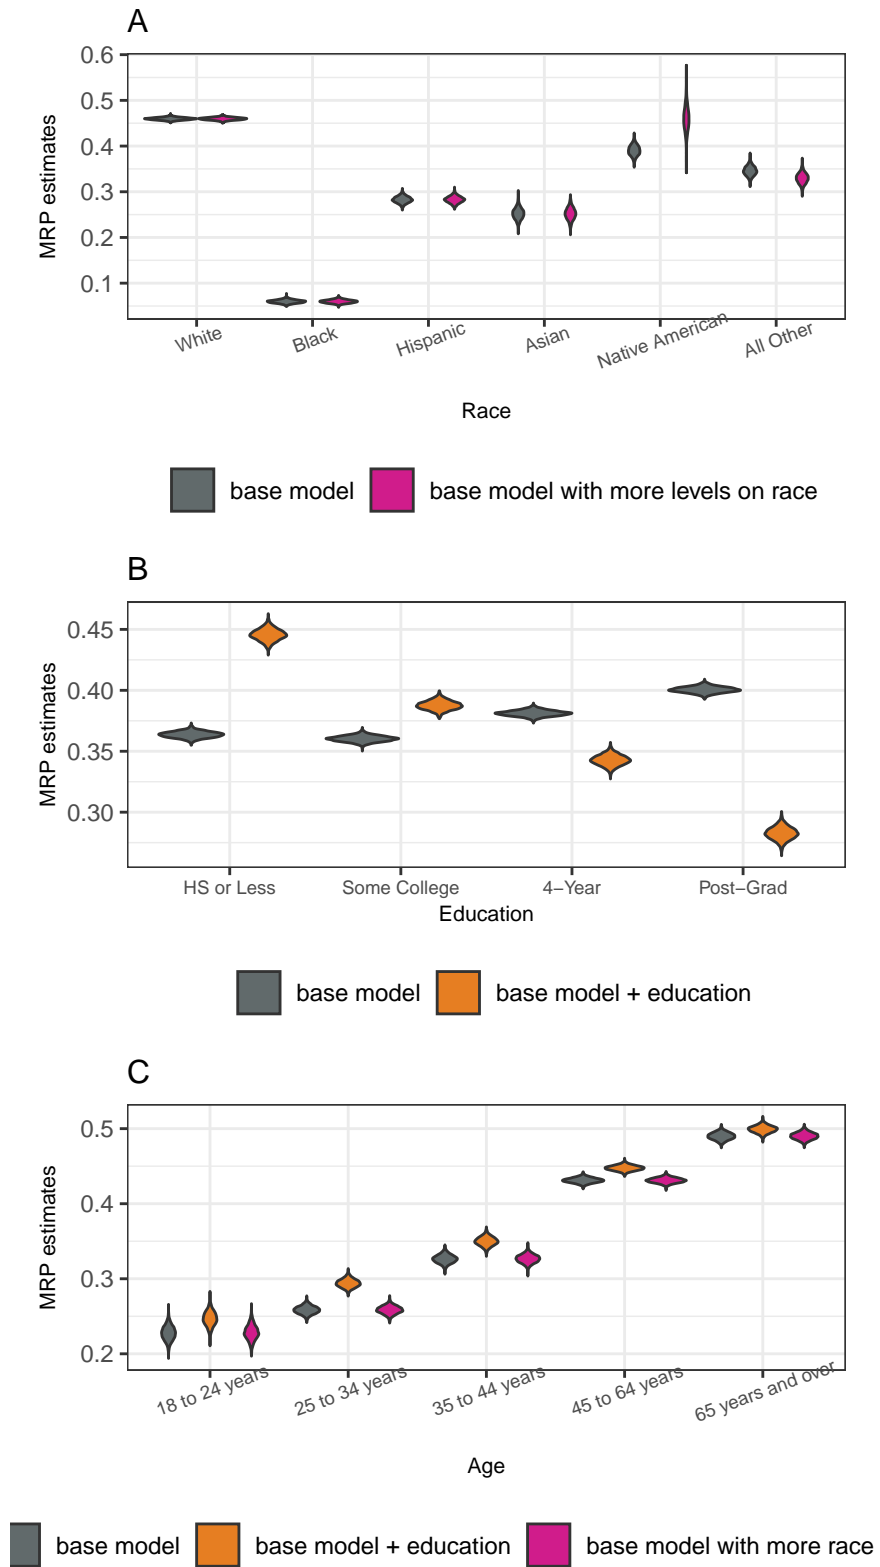 A
0.6
0.5
0.4
0.3
0.2
0.1
MRP estimates
White
Black
Hispanic
Asian
Native American
All Other
Race
base model
base model with more levels on race
B
0.45
0.40
0.35
0.30
MRP estimates
HS or Less
Some College
4–Year
Post–Grad
Education
base model
base model + education
C
0.5
0.4
0.3
0.2
MRP estimates
18 to 24 years
25 to 34 years
35 to 44 years
45 to 64 years
65 years and over
Age
base model
base model + education
base model with more race